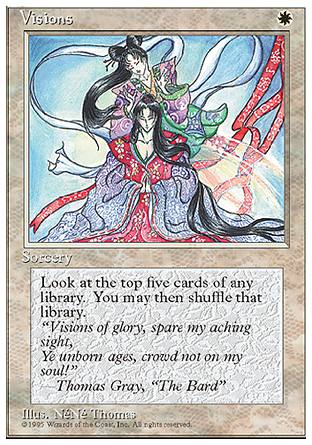 Visions
Sorcery
Look at the top five cards of any
library. You may then shuffle that
library.
“Visions of glory, spare my aching
sight,
Ye unborn ages, crowd not on my
soul!”
—Thomas Gray, “The Bard”
Illus. NéNé Thomas
©1995 Wizards of the Coast, Inc. All rights reserved.